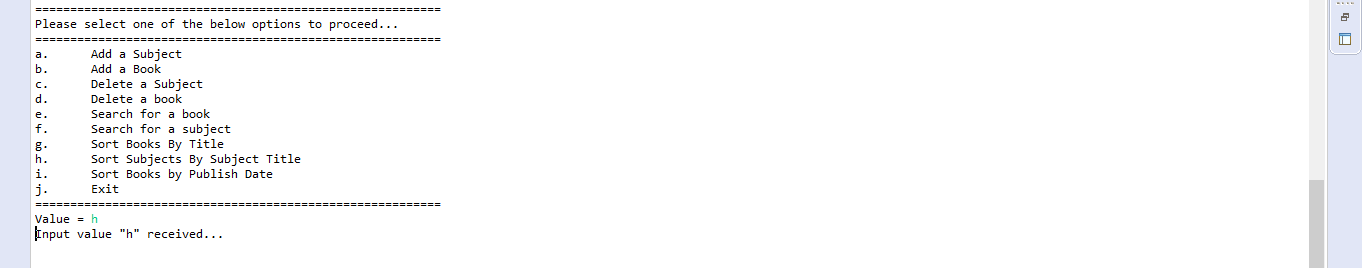 ==========================================================
Please select one of the below options to proceed...
==========================================================
a.      Add a Subject
b.      Add a Book
c.      Delete a Subject
d.      Delete a book
e.      Search for a book
f.      Search for a subject
g.      Sort Books By Title
h.      Sort Subjects By Subject Title
i.      Sort Books by Publish Date
j.      Exit
==========================================================
Value = h
Input value "h" received...